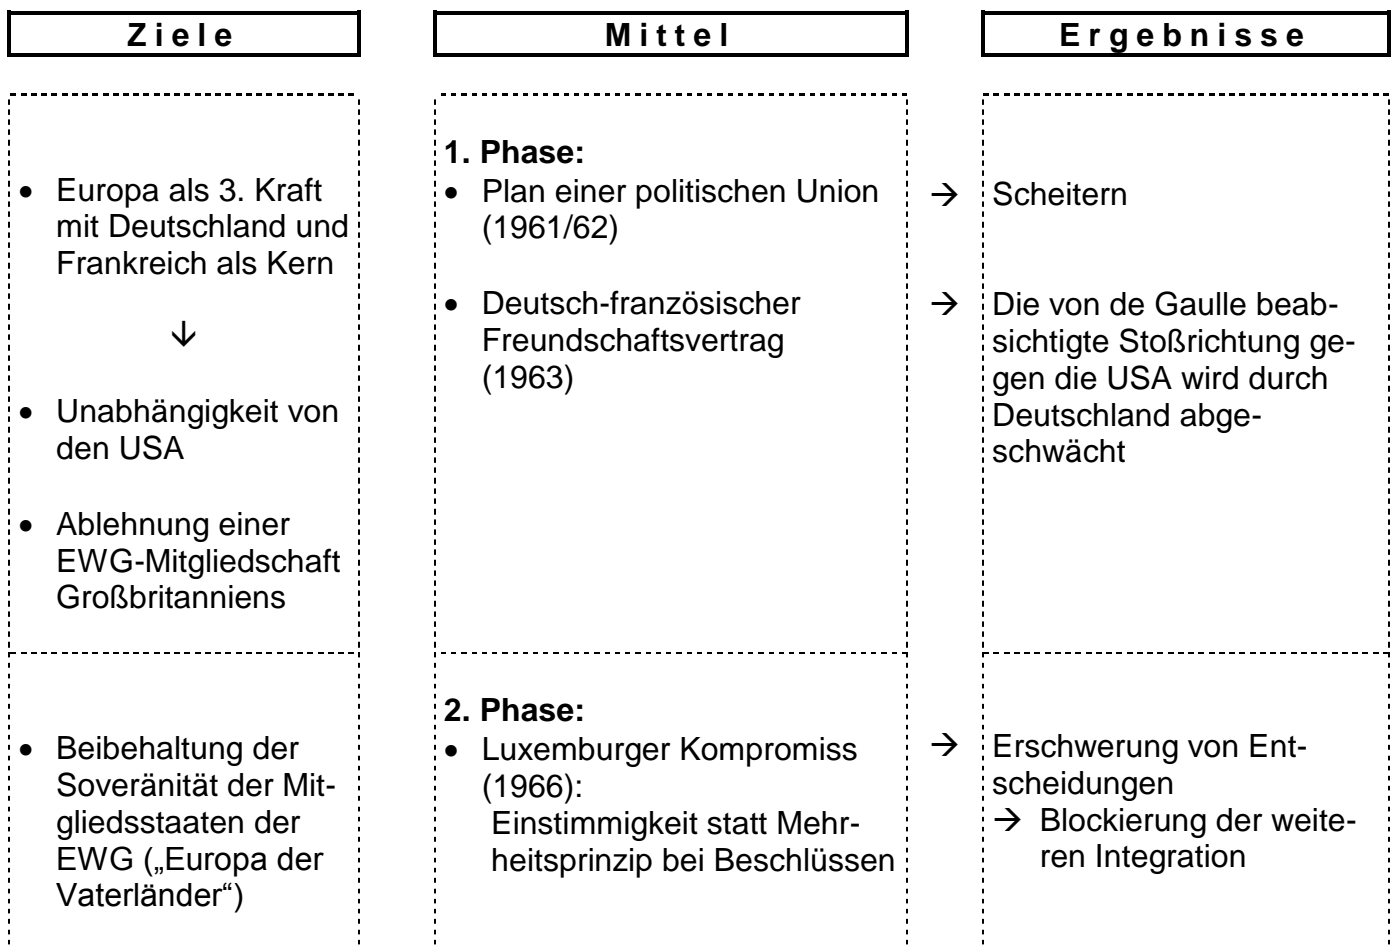 Ziele
Mittel
Ergebnisse
• Europa als 3. Kraft
mit Deutschland und
Frankreich als Kern
↓
• Unabhängigkeit von
den USA
• Ablehnung einer
EWG-Mitgliedschaft
Großbritanniens
1. Phase:
• Plan einer politischen Union
(1961/62)
• Deutsch-französischer
Freundschaftsvertrag
(1963)
→ Scheitern
→ Die von de Gaulle beab-
sichtigte Stoßrichtung ge-
gen die USA wird durch
Deutschland abge-
schwächt
• Beibehaltung der
Soveränität der Mit-
gliedsstaaten der
EWG („Europa der
Vaterländer“)
2. Phase:
• Luxemburger Kompromiss
(1966):
Einstimmigkeit statt Mehr-
heitsprinzip bei Beschlüssen
→ Erschwerung von Ent-
scheidungen
→ Blockierung der weite-
ren Integration